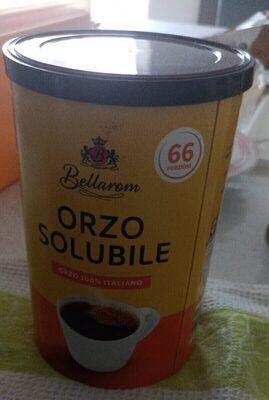 66
PORZIONI
Bellarom
ORZO
SOLUBILE
ORZO 100% ITALIANO